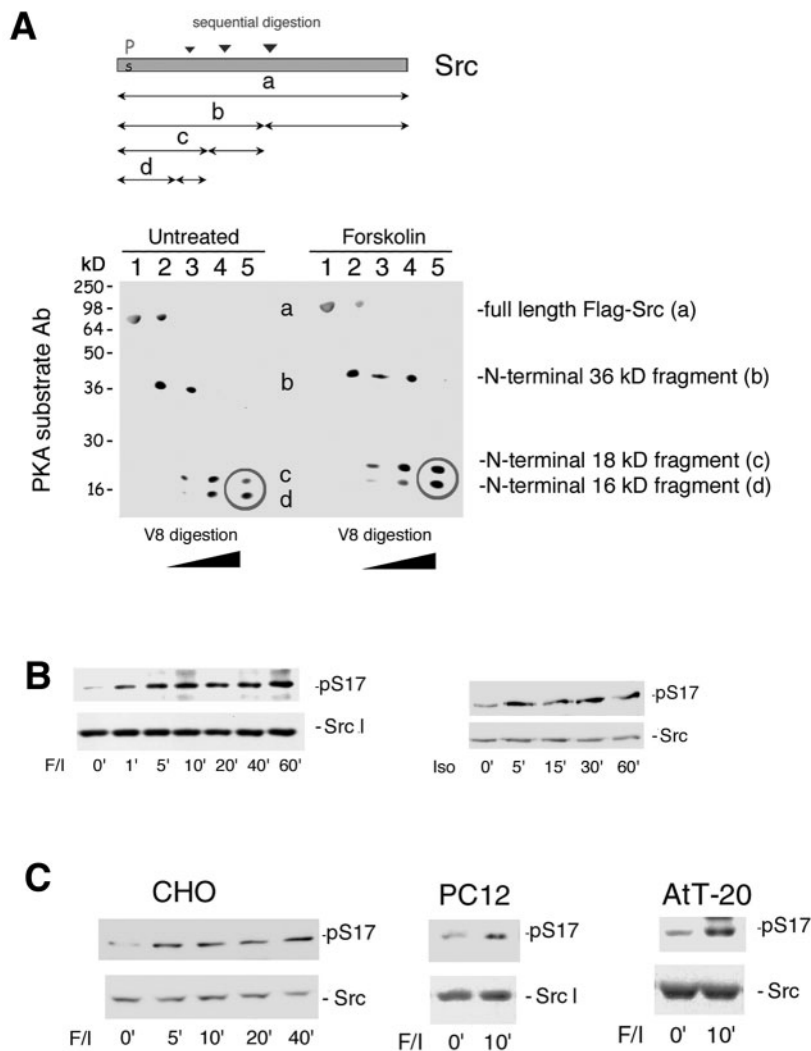 A
sequential digestion
P
s
Src
a
b
c
d
Untreated Forskolin
kD 1 2 3 4 5 1 2 3 4 5
250 -
98 -
64 -
50 -
36 -
30 -
16 -
PKA substrate Ab
a
b
c
d
-full length Flag-Src (a)
-N-terminal 36 kD fragment (b)
-N-terminal 18 kD fragment (c)
-N-terminal 16 kD fragment (d)
V8 digestion V8 digestion
B
-pS17
- Src l
F/I 0' 1' 5' 10' 20' 40' 60'
-pS17
- Src
Iso 0' 5' 15' 30' 60'
C
CHO
-pS17
- Src
F/I 0' 5' 10' 20' 40'
PC12
-pS17
- Src l
F/I 0' 10'
AtT-20
-pS17
- Src
F/I 0' 10'